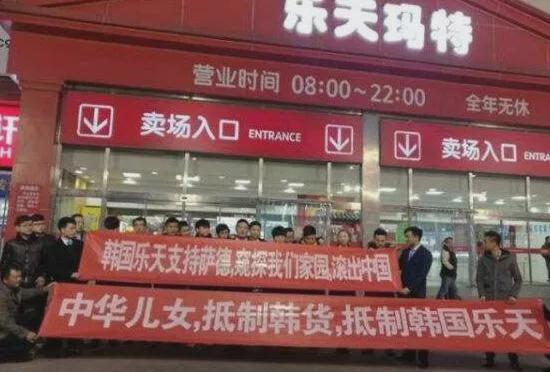 乐天玛特
营业时间 08:00～22:00 全年无休
卖场入口 ENTRANCE
卖场入口 ENTRANCE
韩国乐天支持萨德,窥探我们家园,滚出中国
中华儿女,抵制韩货,抵制韩国乐天